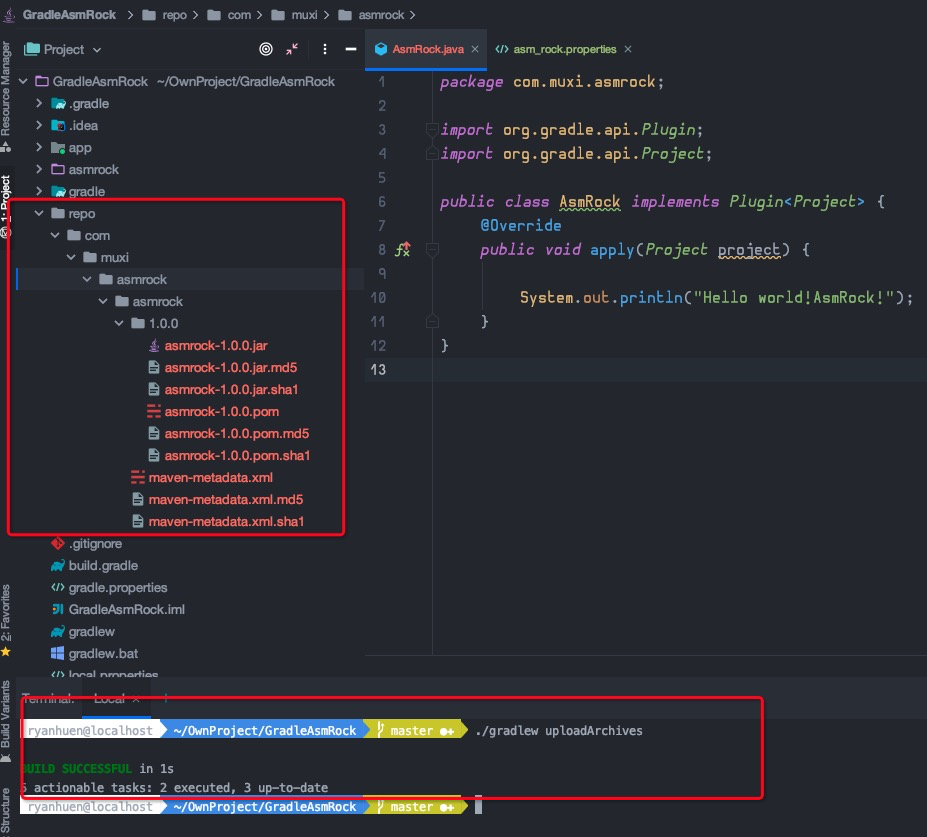 GradleAsmRock > repo > com > muxi > asmrock >
Resource Manager
1: Project
2: Favorites
Build Variants
Structure
Project
AsmRock.java ×
asm_rock.properties ×
GradleAsmRock ~/OwnProject/GradleAsmRock
.gradle
.idea
app
asmrock
gradle
repo
com
muxi
asmrock
asmrock
1.0.0
asmrock-1.0.0.jar
asmrock-1.0.0.jar.md5
asmrock-1.0.0.jar.sha1
asmrock-1.0.0.pom
asmrock-1.0.0.pom.md5
asmrock-1.0.0.pom.sha1
maven-metadata.xml
maven-metadata.xml.md5
maven-metadata.xml.sha1
.gitignore
build.gradle
gradle.properties
GradleAsmRock.iml
gradlew
gradlew.bat
local.properties
1 package com.muxi.asmrock;
2
3 import org.gradle.api.Plugin;
4 import org.gradle.api.Project;
5
6 public class AsmRock implements Plugin<Project> {
7 @Override
8 public void apply(Project project) {
9
10 System.out.println("Hello world!AsmRock!");
11 }
12 }
13
Terminal: Local × +
ryanhuen@localhost ~/OwnProject/GradleAsmRock master ●+ ./gradlew uploadArchives
BUILD SUCCESSFUL in 1s
5 actionable tasks: 2 executed, 3 up-to-date
ryanhuen@localhost ~/OwnProject/GradleAsmRock master ●+